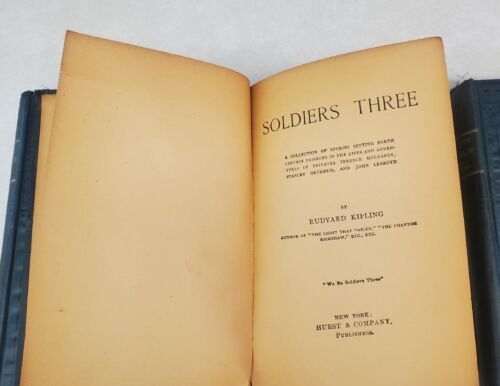 SOLDIERS THREE
A COLLECTION OF STORIES SETTING FORTH
CERTAIN PASSAGES IN THE LIVES AND ADVEN-
TURES OF PRIVATES TERENCE MULVANEY,
STANLEY ORTHERIS, AND JOHN LEAROYD
BY
RUDYARD KIPLING
AUTHOR OF "THE LIGHT THAT FAILED," "THE PHANTOM
RICKSHAW," ETC., ETC.
"We Be Soldiers Three"
NEW YORK:
HURST & COMPANY,
PUBLISHERS.